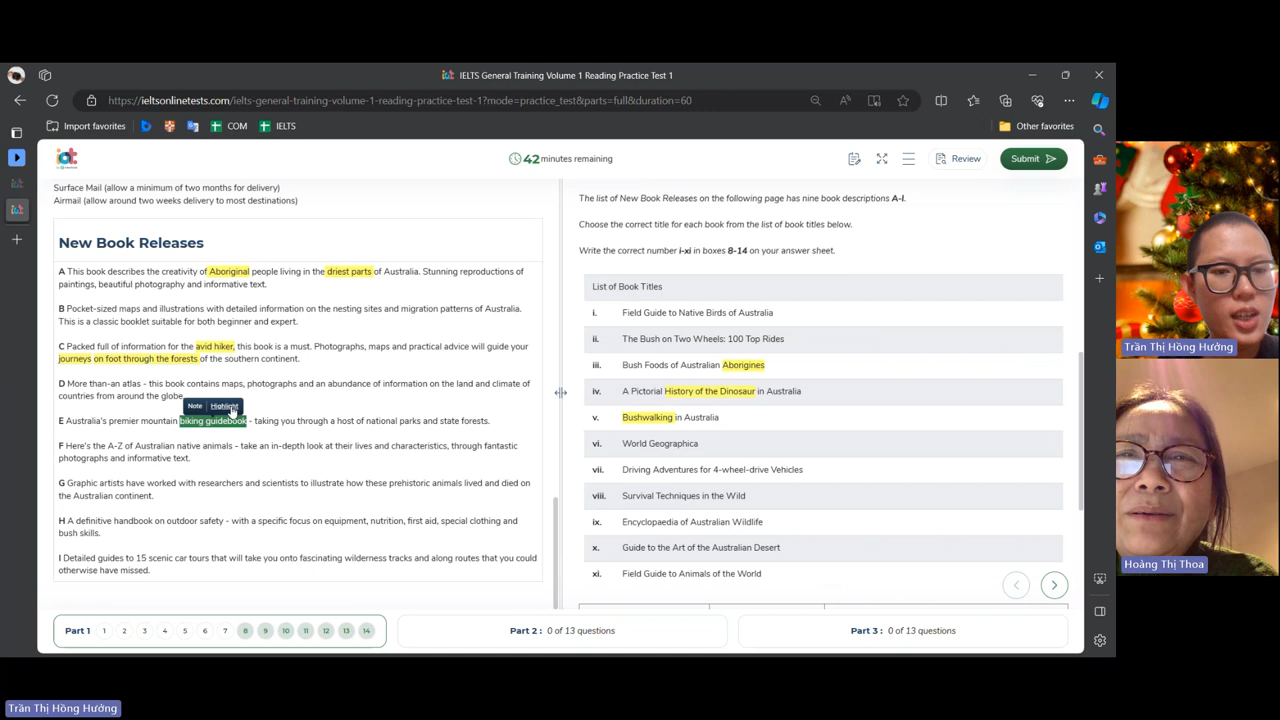 IELTS General Training Volume 1 Reading Practice Test 1
https://ieltsonlinetests.com/ielts-general-training-volume-1-reading-practice-test-1?mode=practice_test&parts=full&duration=60
Import favorites
COM
IELTS
Other favorites
iot
42 minutes remaining
Review
Submit
Surface Mail (allow a minimum of two months for delivery)
Airmail (allow around two weeks delivery to most destinations)
New Book Releases
A This book describes the creativity of Aboriginal people living in the driest parts of Australia. Stunning reproductions of
paintings, beautiful photography and informative text.
B Pocket-sized maps and illustrations with detailed information on the nesting sites and migration patterns of Australia.
This is a classic booklet suitable for both beginner and expert.
C Packed full of information for the avid hiker, this book is a must. Photographs, maps and practical advice will guide your
journeys on foot through the forests of the southern continent.
D More than-an atlas - this book contains maps, photographs and an abundance of information on the land and climate of
countries from around the globe.
Note
Highlight
E Australia's premier mountain biking guidebook - taking you through a host of national parks and state forests.
F Here's the A-Z of Australian native animals - take an in-depth look at their lives and characteristics, through fantastic
photographs and informative text.
G Graphic artists have worked with researchers and scientists to illustrate how these prehistoric animals lived and died on
the Australian continent.
H A definitive handbook on outdoor safety - with a specific focus on equipment, nutrition, first aid, special clothing and
bush skills.
I Detailed guides to 15 scenic car tours that will take you onto fascinating wilderness tracks and along routes that you could
otherwise have missed.
The list of New Book Releases on the following page has nine book descriptions A-I.
Choose the correct title for each book from the list of book titles below.
Write the correct number i-xi in boxes 8-14 on your answer sheet.
List of Book Titles
i. Field Guide to Native Birds of Australia
ii. The Bush on Two Wheels: 100 Top Rides
iii. Bush Foods of Australian Aborigines
iv. A Pictorial History of the Dinosaur in Australia
v. Bushwalking in Australia
vi. World Geographica
vii. Driving Adventures for 4-wheel-drive Vehicles
viii. Survival Techniques in the Wild
ix. Encyclopaedia of Australian Wildlife
x. Guide to the Art of the Australian Desert
xi. Field Guide to Animals of the World
Part 1 1 2 3 4 5 6 7 8 9 10 11 12 13 14
Part 2 : 0 of 13 questions
Part 3 : 0 of 13 questions
Trần Thị Hồng Hưởng
Hoảng Thị Thoa
Trần Thị Hồng Hưởng